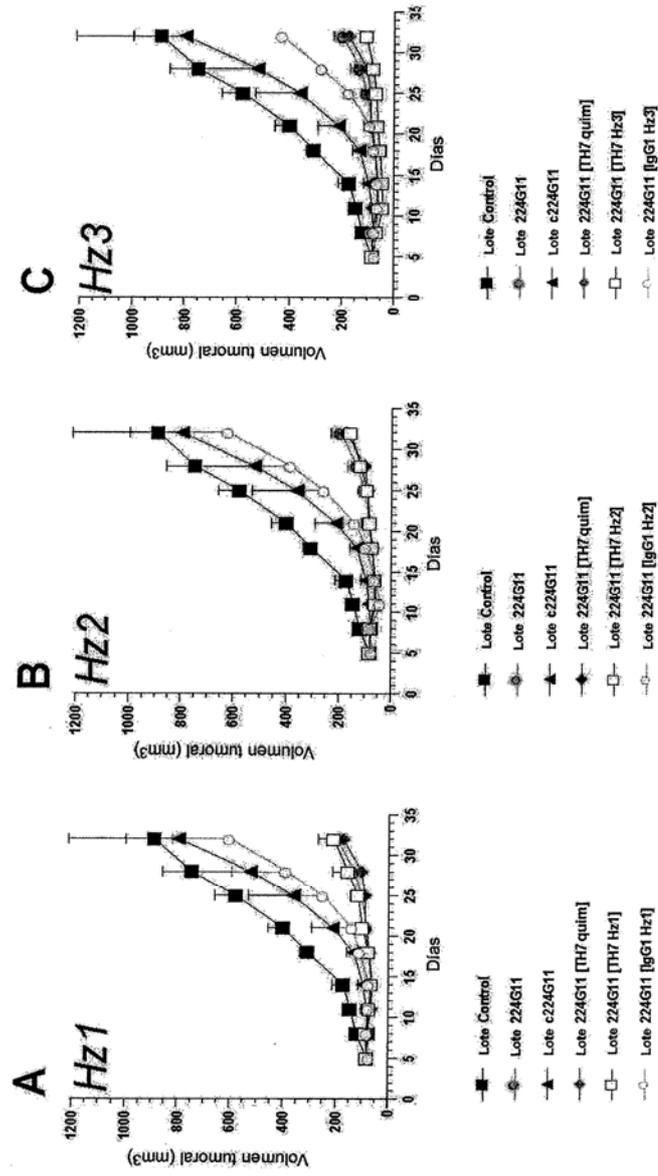 A
Hz1
Volumen tumoral (mm3)
1200
1000
800
600
400
200
0
0
5
10
15
20
25
30
35
Días
Lote Control
Lote 224G11
Lote c224G11
Lote 224G11 [TH7 quim]
Lote 224G11 [TH7 Hz1]
Lote 224G11 [IgG1 Hz1]
B
Hz2
Volumen tumoral (mm3)
1200
1000
800
600
400
200
0
0
5
10
15
20
25
30
35
Días
Lote Control
Lote 224G11
Lote c224G11
Lote 224G11 [TH7 quim]
Lote 224G11 [TH7 Hz2]
Lote 224G11 [IgG1 Hz2]
C
Hz3
Volumen tumoral (mm3)
1200
1000
800
600
400
200
0
0
5
10
15
20
25
30
35
Días
Lote Control
Lote 224G11
Lote c224G11
Lote 224G11 [TH7 quim]
Lote 224G11 [TH7 Hz3]
Lote 224G11 [IgG1 Hz3]